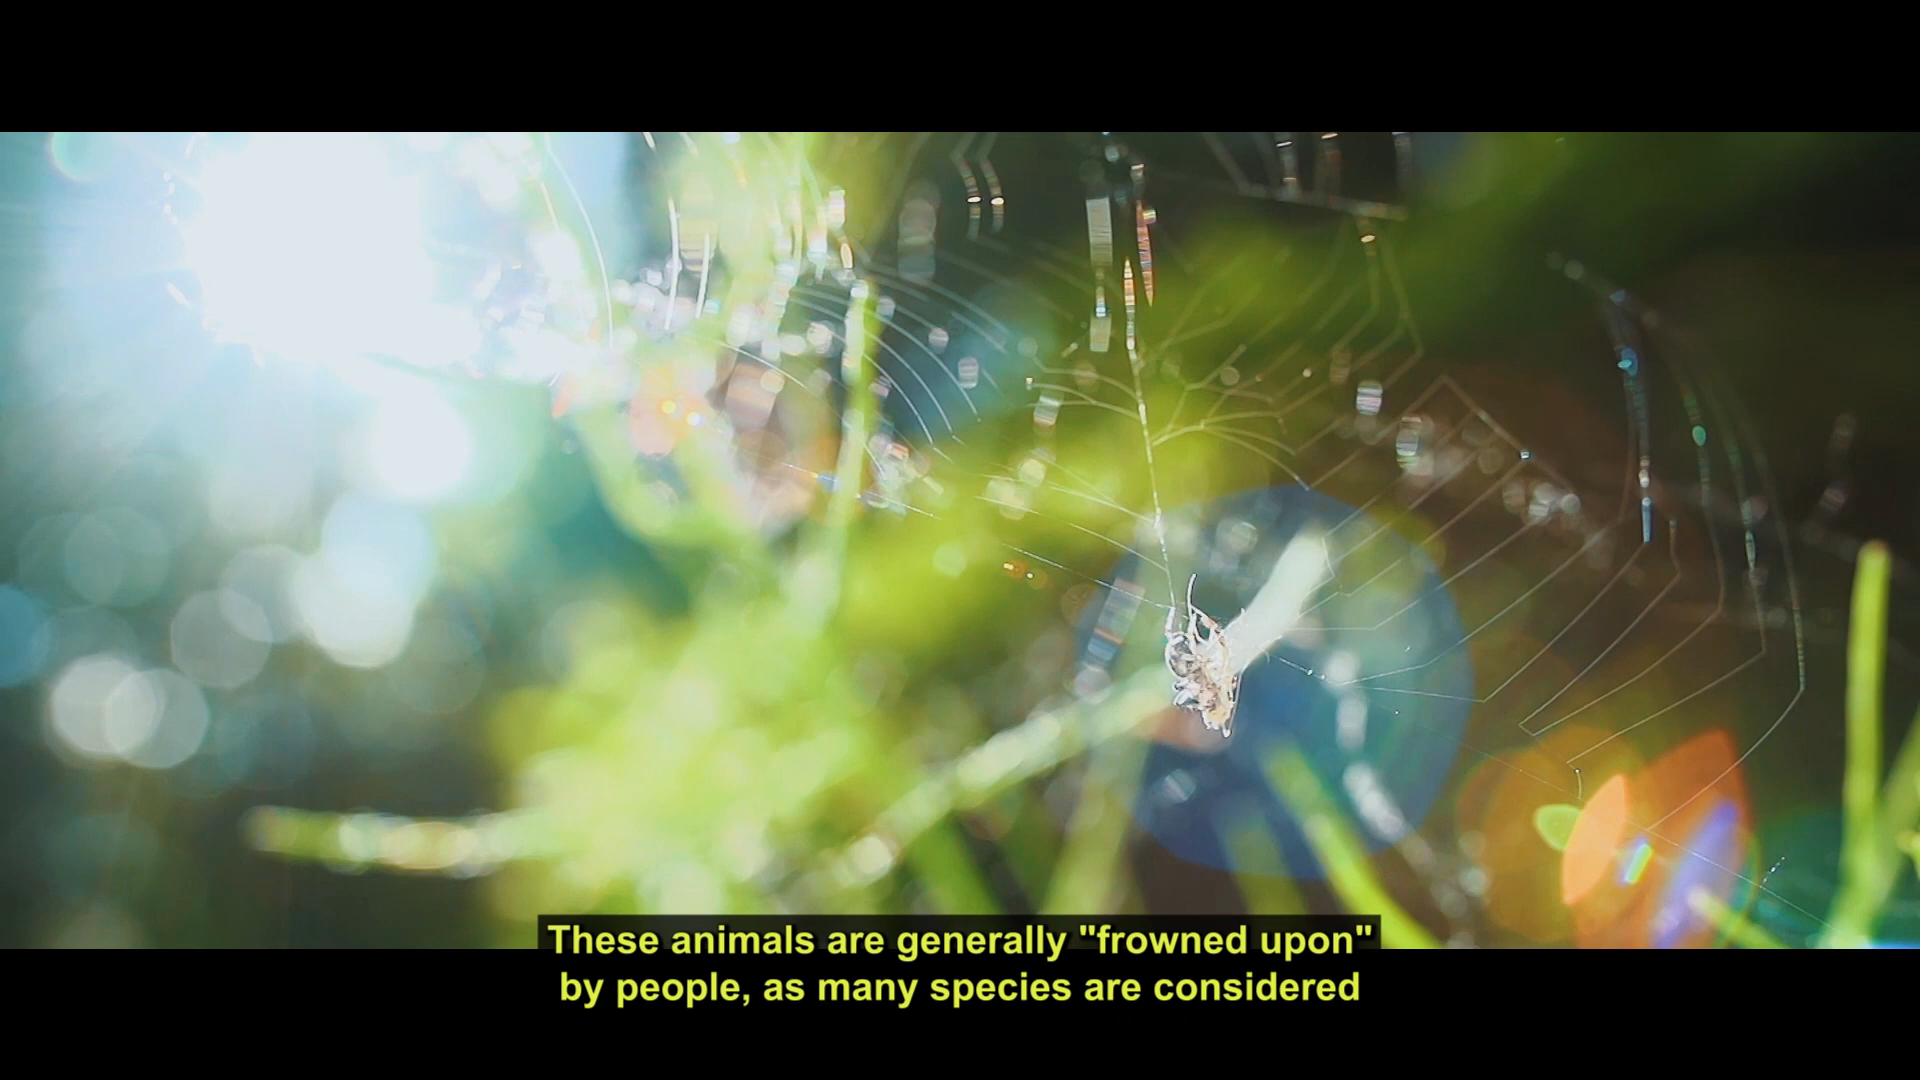 These animals are generally "frowned upon"
by people, as many species are considered